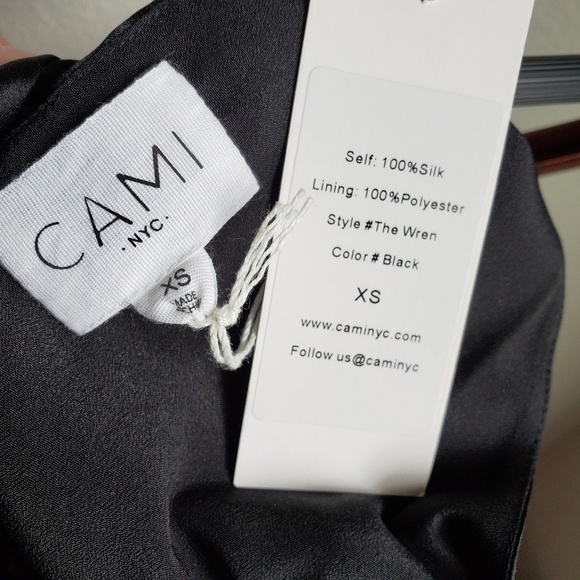 CAMI
·NYC·
XS
MADE
Self: 100%Silk
Lining: 100%Polyester
Style #The Wren
Color # Black
XS
www.caminyc.com
Follow us@caminyc